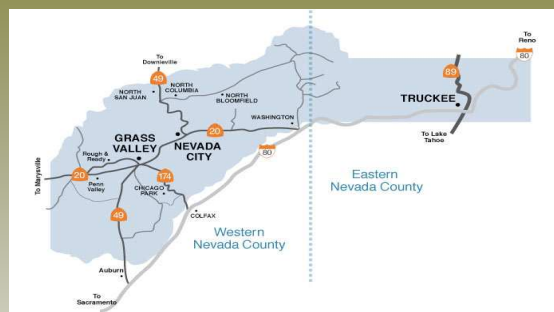 To
Reno
80
To
Downieville
49
NORTH
SAN JUAN
NORTH
COLUMBIA
NORTH
BLOOMFIELD
89
TRUCKEE
WASHINGTON
20
GRASS
VALLEY
NEVADA
CITY
To Lake
Tahoe
80
Rough &
Ready
To Marysville
20
Penn
Valley
174
CHICAGO
PARK
Eastern
Nevada County
49
COLFAX
Western
Nevada County
Auburn
To
Sacramento